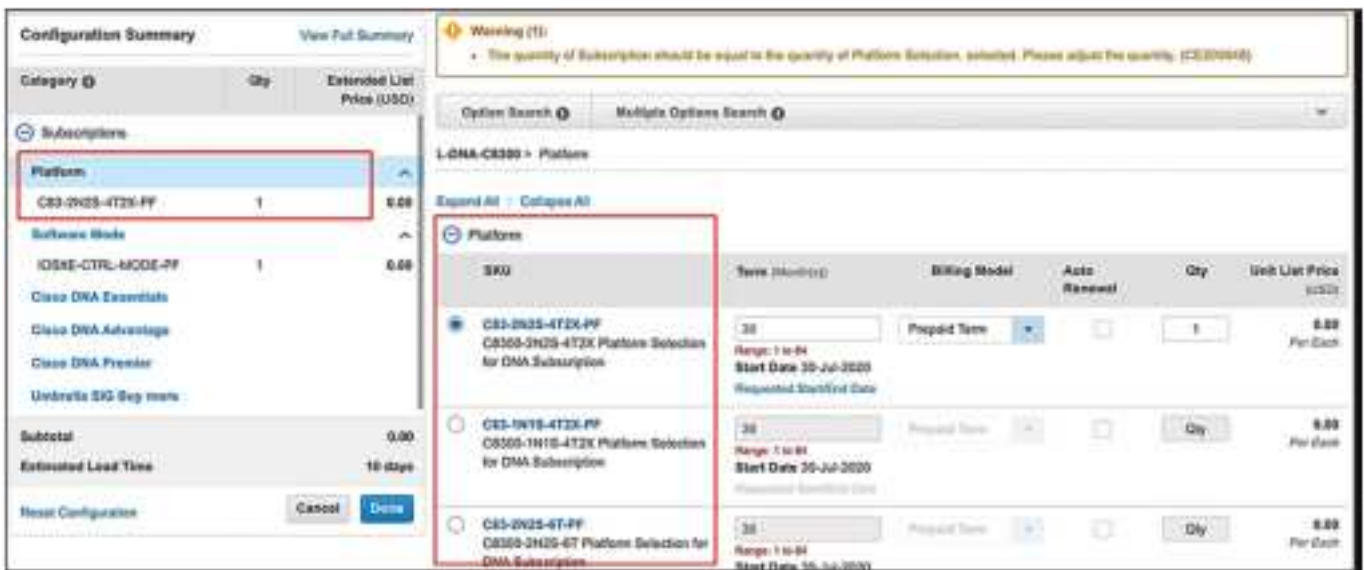 Configuration Summary
View Full Summary
Category
Qty
Extended List
Price (USD)
Subscriptions
Platform
C83-2N2S-4T2X-PF 1 0.00
Software Mode
IOSXE-CTRL-MODE-PF 1 0.00
Cisco DNA Essentials
Cisco DNA Advantage
Cisco DNA Premier
Umbrella SIG Buy more
Subtotal 0.00
Estimated Lead Time 10 days
Reset Configuration
Cancel
Done
Warning (1):
• The quantity of Subscription should be equal to the quantity of Platform Selection, selected. Please adjust the quantity.
Option Search
Multiple Options Search
L-DNA-C8300 > Platform
Expand All
Collapse All
Platform
SKU
Term (Month(s))
Billing Model
Auto
Renewal
Qty
Unit List Price
(USD)
C83-2N2S-4T2X-PF
C8300-2N2S-4T2X Platform Selection
for DNA Subscription
Prepaid Term
1
0.00
Per Each
Range: 1 to 84
Start Date 30-Jul-2020
Requested Start/End Date
C83-1N1S-4T2X-PF
C8300-1N1S-4T2X Platform Selection
for DNA Subscription
Prepaid Term
Qty
0.00
Per Each
Range: 1 to 84
Start Date 30-Jul-2020
Requested Start/End Date
C83-2N2S-6T-PF
C8300-2N2S-6T Platform Selection for
DNA Subscription
Prepaid Term
Qty
0.00
Per Each
Range: 1 to 84
Start Date 30-Jul-2020